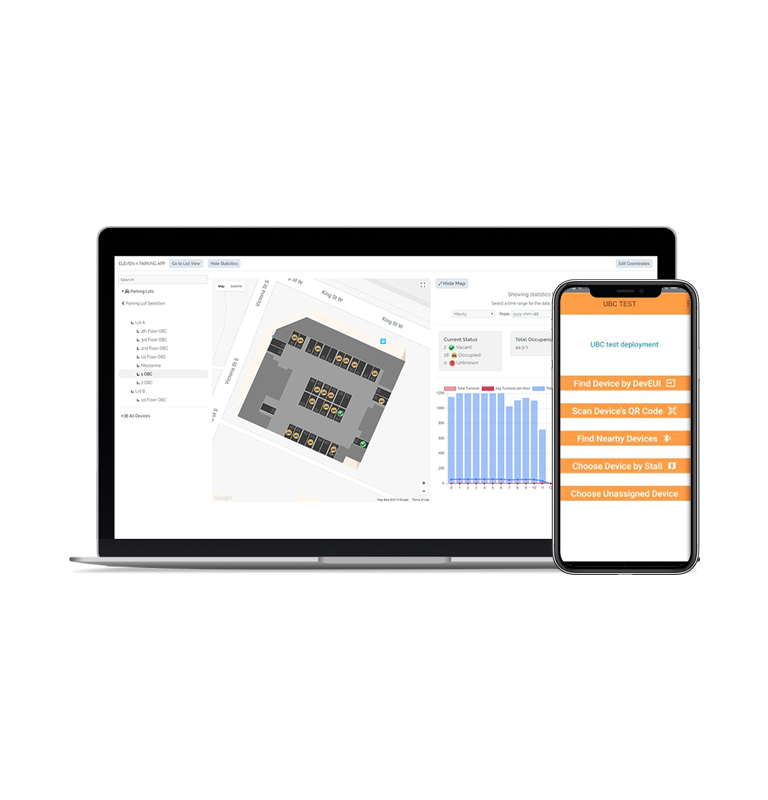 ELEVEN-X PARKING APP Go to List View Hide Statistics Edit Coordinates
Search
Parking Lots
Parking Lot Selection
Lot A
4th Floor OBC
3rd Floor OBC
2nd Floor OBC
1st Floor OBC
Mezzanine
1 OBC
2 OBC
Lot B
1st Floor OBC
All Devices
Map Satellite
Victoria St S
King St W
King St W
Victoria St S
Google
Map data ©2019 Google Terms of Use
Hide Map
Showing statistics
Select a time range for the data
Hourly From: yyyy-mm-dd
Current Status
2 Vacant
18 Occupied
0 Unknown
Total Occupanc
Total Turnover Avg Turnover per Hour
1200
1000
800
600
400
200
0
0 1 2 3 4 5 6 7 8 9 10 11
UBC TEST
UBC test deployment
Find Device by DevEUI
Scan Device's QR Code
Find Nearby Devices
Choose Device by Stall
Choose Unassigned Device